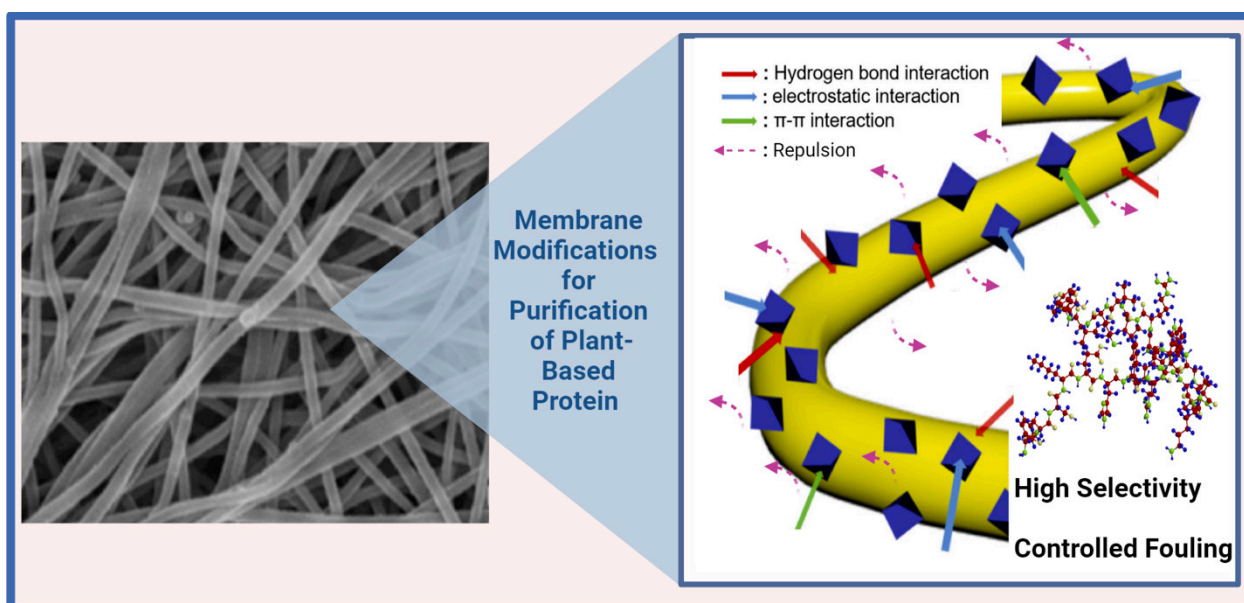 Membrane
Modifications
for
Purification
of Plant-
Based
Protein
: Hydrogen bond interaction
: electrostatic interaction
: π-π interaction
: Repulsion
High Selectivity
Controlled Fouling